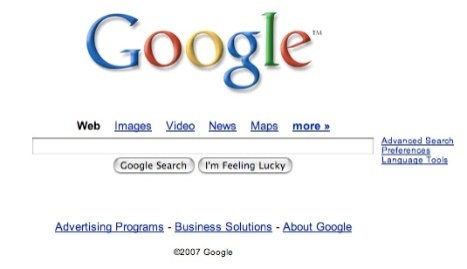 Google™
Web Images Video News Maps more »
Advanced Search
Preferences
Language Tools
Google Search I'm Feeling Lucky
Advertising Programs - Business Solutions - About Google
©2007 Google